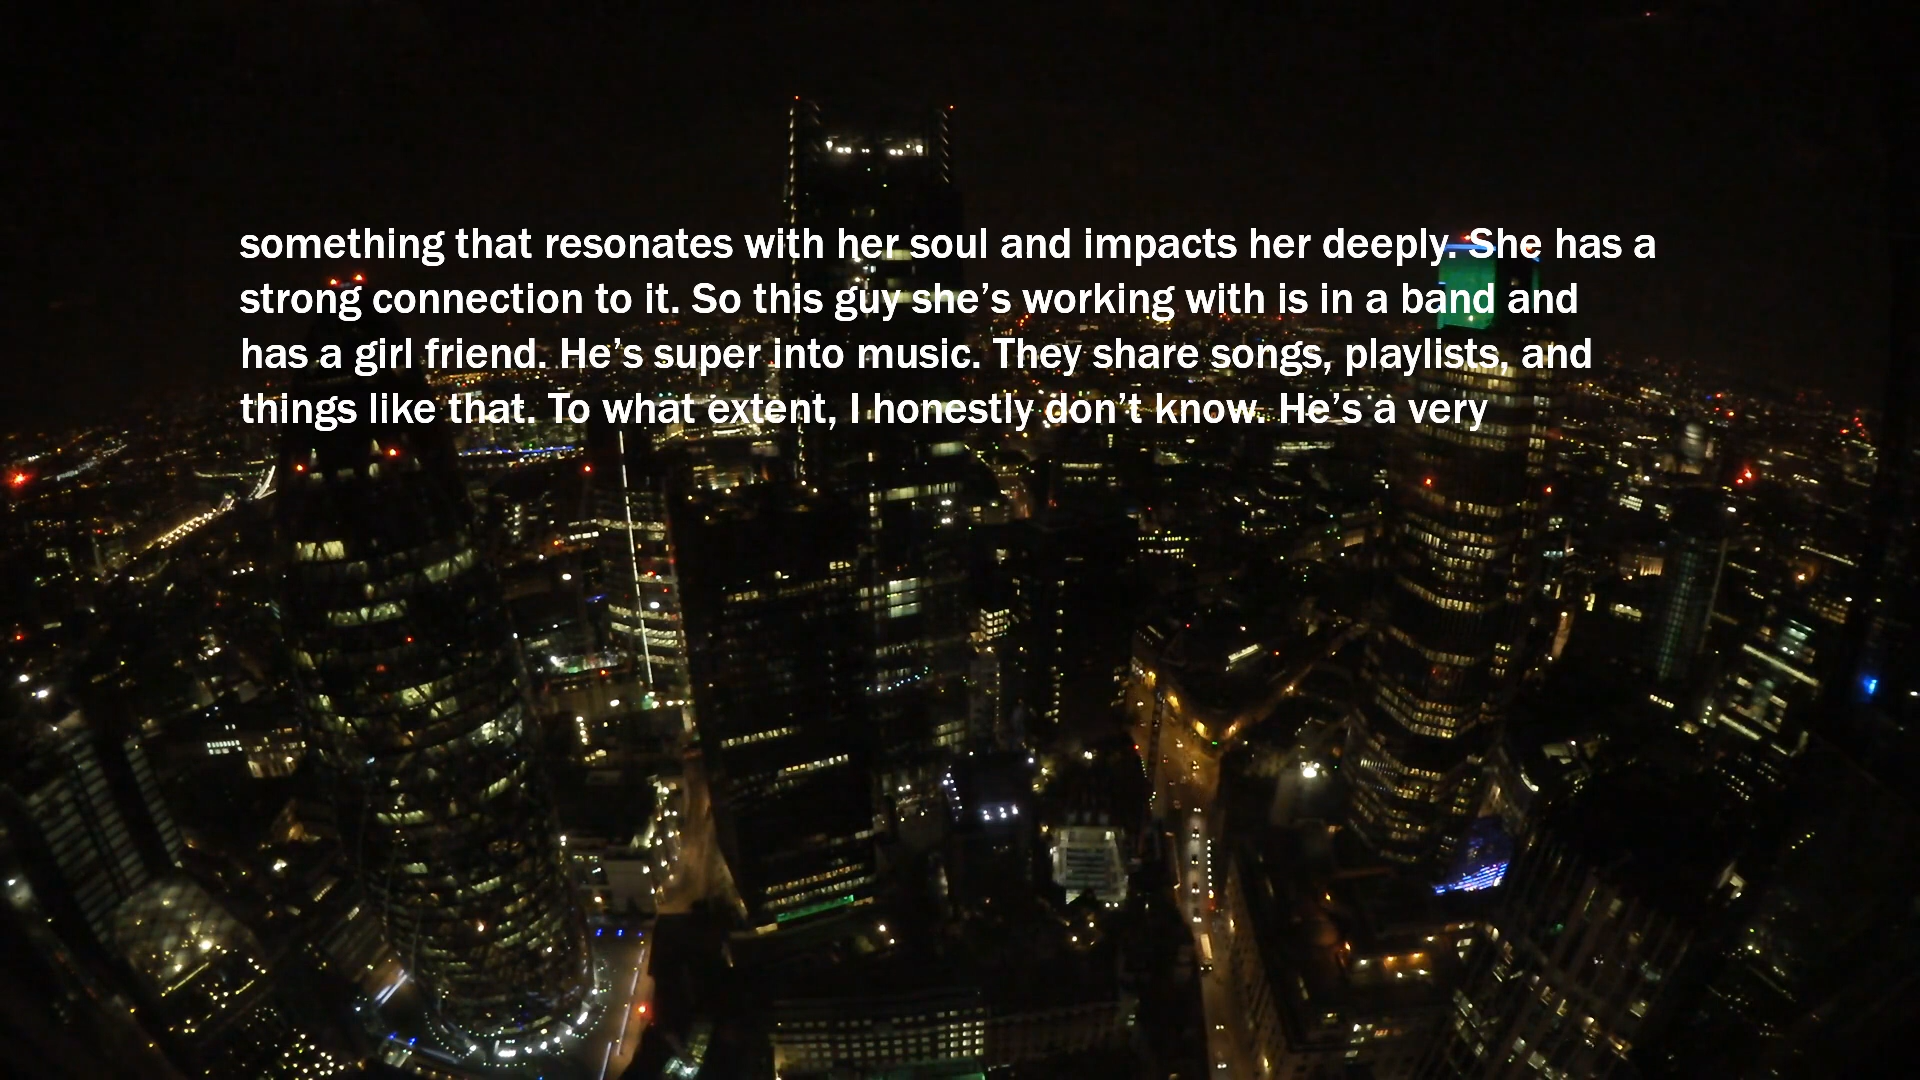 something that resonates with her soul and impacts her deeply. She has a
strong connection to it. So this guy she’s working with is in a band and
has a girl friend. He’s super into music. They share songs, playlists, and
things like that. To what extent, I honestly don’t know. He’s a very